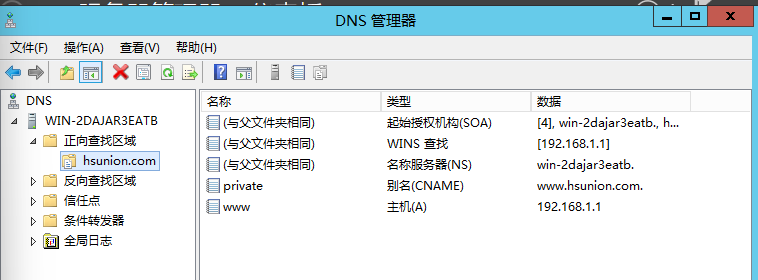 DNS 管理器
文件(F) 操作(A) 查看(V) 帮助(H)
DNS
WIN-2DAJAR3EATB
正向查找区域
hsunion.com
反向查找区域
信任点
条件转发器
全局日志
名称 类型 数据
(与父文件夹相同) 起始授权机构(SOA) [4], win-2dajar3eatb., h...
(与父文件夹相同) WINS 查找 [192.168.1.1]
(与父文件夹相同) 名称服务器(NS) win-2dajar3eatb.
private 别名(CNAME) www.hsunion.com.
www 主机(A) 192.168.1.1